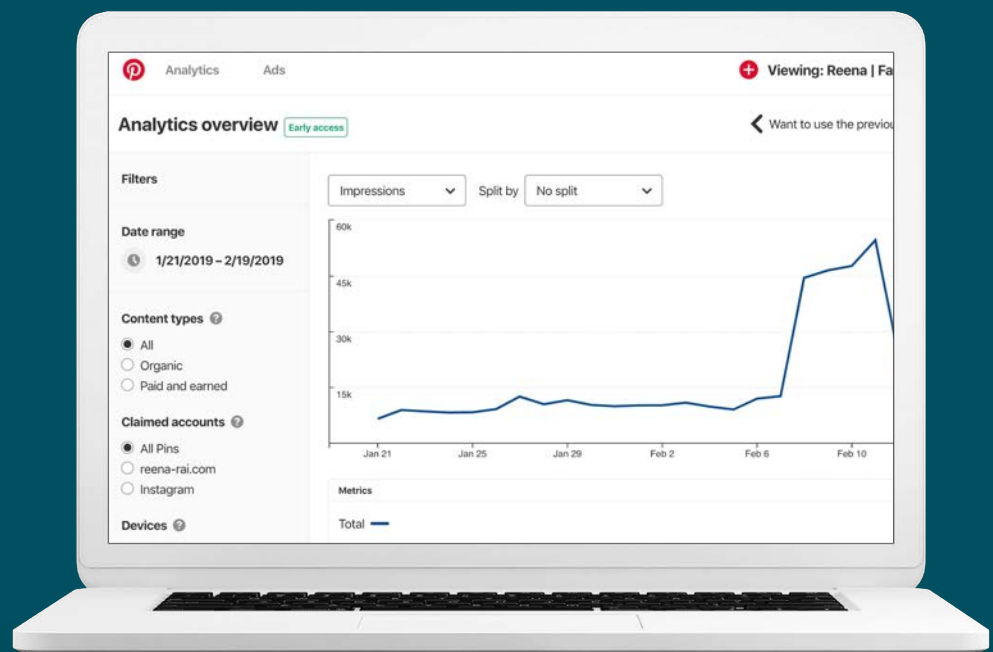 Analytics Ads Viewing: Reena | Fa
Analytics overview Early access Want to use the previou
Filters
Date range
1/21/2019 – 2/19/2019
Content types
All
Organic
Paid and earned
Claimed accounts
All Pins
reena-rai.com
Instagram
Devices
Impressions Split by No split
60k
45k
30k
15k
Jan 21 Jan 25 Jan 29 Feb 2 Feb 6 Feb 10
Metrics
Total